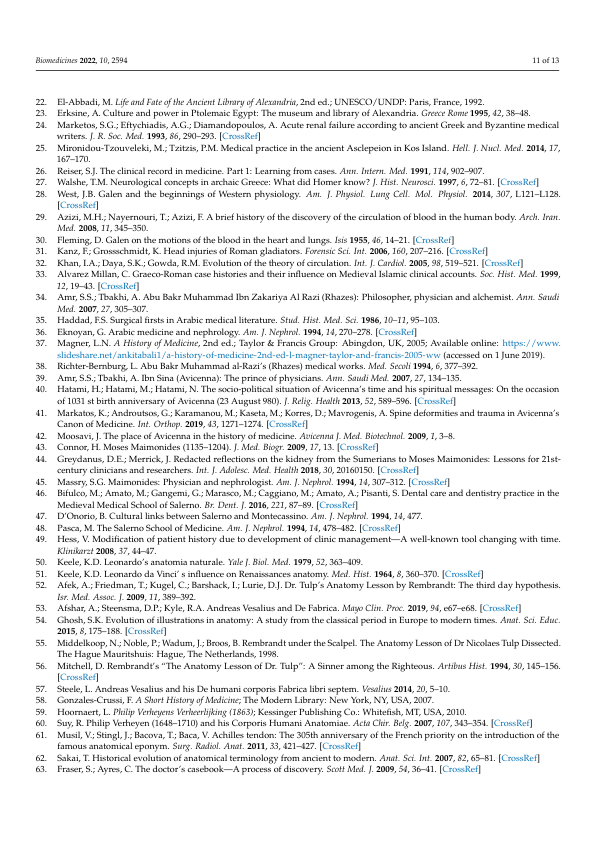 Biomedicines 2022, 10, 2594
11 of 13
22. El-Abbadi, M. Life and Fate of the Ancient Library of Alexandria, 2nd ed.; UNESCO/UNDP: Paris, France, 1992.
23. Erksine, A. Culture and power in Ptolemaic Egypt: The museum and library of Alexandria. Greece Rome 1995, 42, 38–48.
24. Marketos, S.G.; Eftychiadis, A.G.; Diamandopoulos, A. Acute renal failure according to ancient Greek and Byzantine medical
writers. J. R. Soc. Med. 1993, 86, 290–293. [CrossRef]
25. Mironidou-Tzouveleki, M.; Tzitzis, P.M. Medical practice in the ancient Asclepeion in Kos Island. Hell. J. Nucl. Med. 2014, 17,
167–170.
26. Reiser, S.J. The clinical record in medicine. Part 1: Learning from cases. Ann. Intern. Med. 1991, 114, 902–907.
27. Walshe, T.M. Neurological concepts in archaic Greece: What did Homer know? J. Hist. Neurosci. 1997, 6, 72–81. [CrossRef]
28. West, J.B. Galen and the beginnings of Western physiology. Am. J. Physiol. Lung Cell. Mol. Physiol. 2014, 307, L121–L128.
[CrossRef]
29. Azizi, M.H.; Nayernouri, T.; Azizi, F. A brief history of the discovery of the circulation of blood in the human body. Arch. Iran.
Med. 2008, 11, 345–350.
30. Fleming, D. Galen on the motions of the blood in the heart and lungs. Isis 1955, 46, 14–21. [CrossRef]
31. Kanz, F.; Grossschmidt, K. Head injuries of Roman gladiators. Forensic Sci. Int. 2006, 160, 207–216. [CrossRef]
32. Khan, I.A.; Daya, S.K.; Gowda, R.M. Evolution of the theory of circulation. Int. J. Cardiol. 2005, 98, 519–521. [CrossRef]
33. Alvarez Millan, C. Graeco-Roman case histories and their influence on Medieval Islamic clinical accounts. Soc. Hist. Med. 1999,
12, 19–43. [CrossRef]
34. Amr, S.S.; Tbakhi, A. Abu Bakr Muhammad Ibn Zakariya Al Razi (Rhazes): Philosopher, physician and alchemist. Ann. Saudi
Med. 2007, 27, 305–307.
35. Haddad, F.S. Surgical firsts in Arabic medical literature. Stud. Hist. Med. Sci. 1986, 10–11, 95–103.
36. Eknoyan, G. Arabic medicine and nephrology. Am. J. Nephrol. 1994, 14, 270–278. [CrossRef]
37. Magner, L.N. A History of Medicine, 2nd ed.; Taylor & Francis Group: Abingdon, UK, 2005; Available online: https://www.
slideshare.net/ankitabali1/a-history-of-medicine-2nd-ed-l-magner-taylor-and-francis-2005-ww (accessed on 1 June 2019).
38. Richter-Bernburg, L. Abu Bakr Muhammad al-Razi's (Rhazes) medical works. Med. Secoli 1994, 6, 377–392.
39. Amr, S.S.; Tbakhi, A. Ibn Sina (Avicenna): The prince of physicians. Ann. Saudi Med. 2007, 27, 134–135.
40. Hatami, H.; Hatami, M.; Hatami, N. The socio-political situation of Avicenna's time and his spiritual messages: On the occasion
of 1031 st birth anniversary of Avicenna (23 August 980). J. Relig. Health 2013, 52, 589–596. [CrossRef]
41. Markatos, K.; Androutsos, G.; Karamanou, M.; Kaseta, M.; Korres, D.; Mavrogenis, A. Spine deformities and trauma in Avicenna's
Canon of Medicine. Int. Orthop. 2019, 43, 1271–1274. [CrossRef]
42. Moosavi, J. The place of Avicenna in the history of medicine. Avicenna J. Med. Biotechnol. 2009, 1, 3–8.
43. Connor, H. Moses Maimonides (1135–1204). J. Med. Biogr. 2009, 17, 13. [CrossRef]
44. Greydanus, D.E.; Merrick, J. Redacted reflections on the kidney from the Sumerians to Moses Maimonides: Lessons for 21st-
century clinicians and researchers. Int. J. Adolesc. Med. Health 2018, 30, 20160150. [CrossRef]
45. Massry, S.G. Maimonides: Physician and nephrologist. Am. J. Nephrol. 1994, 14, 307–312. [CrossRef]
46. Bifulco, M.; Amato, M.; Gangemi, G.; Marasco, M.; Caggiano, M.; Amato, A.; Pisanti, S. Dental care and dentistry practice in the
Medieval Medical School of Salerno. Br. Dent. J. 2016, 221, 87–89. [CrossRef]
47. D'Onorio, B. Cultural links between Salerno and Montecassino. Am. J. Nephrol. 1994, 14, 477.
48. Pasca, M. The Salerno School of Medicine. Am. J. Nephrol. 1994, 14, 478–482. [CrossRef]
49. Hess, V. Modification of patient history due to development of clinic management—A well-known tool changing with time.
Klinikarzt 2008, 37, 44–47.
50. Keele, K.D. Leonardo's anatomia naturale. Yale J. Biol. Med. 1979, 52, 363–409.
51. Keele, K.D. Leonardo da Vinci' s influence on Renaissances anatomy. Med. Hist. 1964, 8, 360–370. [CrossRef]
52. Afek, A.; Friedman, T.; Kugel, C.; Barshack, I.; Lurie, D.J. Dr. Tulp's Anatomy Lesson by Rembrandt: The third day hypothesis.
Isr. Med. Assoc. J. 2009, 11, 389–392.
53. Afshar, A.; Steensma, D.P.; Kyle, R.A. Andreas Vesalius and De Fabrica. Mayo Clin. Proc. 2019, 94, e67–e68. [CrossRef]
54. Ghosh, S.K. Evolution of illustrations in anatomy: A study from the classical period in Europe to modern times. Anat. Sci. Educ.
2015, 8, 175–188. [CrossRef]
55. Middelkoop, N.; Noble, P.; Wadum, J.; Broos, B. Rembrandt under the Scalpel. The Anatomy Lesson of Dr Nicolaes Tulp Dissected.
The Hague Mauritshuis: Hague, The Netherlands, 1998.
56. Mitchell, D. Rembrandt's “The Anatomy Lesson of Dr. Tulp”: A Sinner among the Righteous. Artibus Hist. 1994, 30, 145–156.
[CrossRef]
57. Steele, L. Andreas Vesalius and his De humani corporis Fabrica libri septem. Vesalius 2014, 20, 5–10.
58. Gonzales-Crussi, F. A Short History of Medicine; The Modern Library: New York, NY, USA, 2007.
59. Hoornaert, L. Philip Verheyens Verheerlijking (1863); Kessinger Publishing Co.: Whitefish, MT, USA, 2010.
60. Suy, R. Philip Verheyen (1648–1710) and his Corporis Humani Anatomiae. Acta Chir. Belg. 2007, 107, 343–354. [CrossRef]
61. Musil, V.; Stingl, J.; Bacova, T.; Baca, V. Achilles tendon: The 305th anniversary of the French priority on the introduction of the
famous anatomical eponym. Surg. Radiol. Anat. 2011, 33, 421–427. [CrossRef]
62. Sakai, T. Historical evolution of anatomical terminology from ancient to modern. Anat. Sci. Int. 2007, 82, 65–81. [CrossRef]
63. Fraser, S.; Ayres, C. The doctor's casebook—A process of discovery. Scott Med. J. 2009, 54, 36–41. [CrossRef]